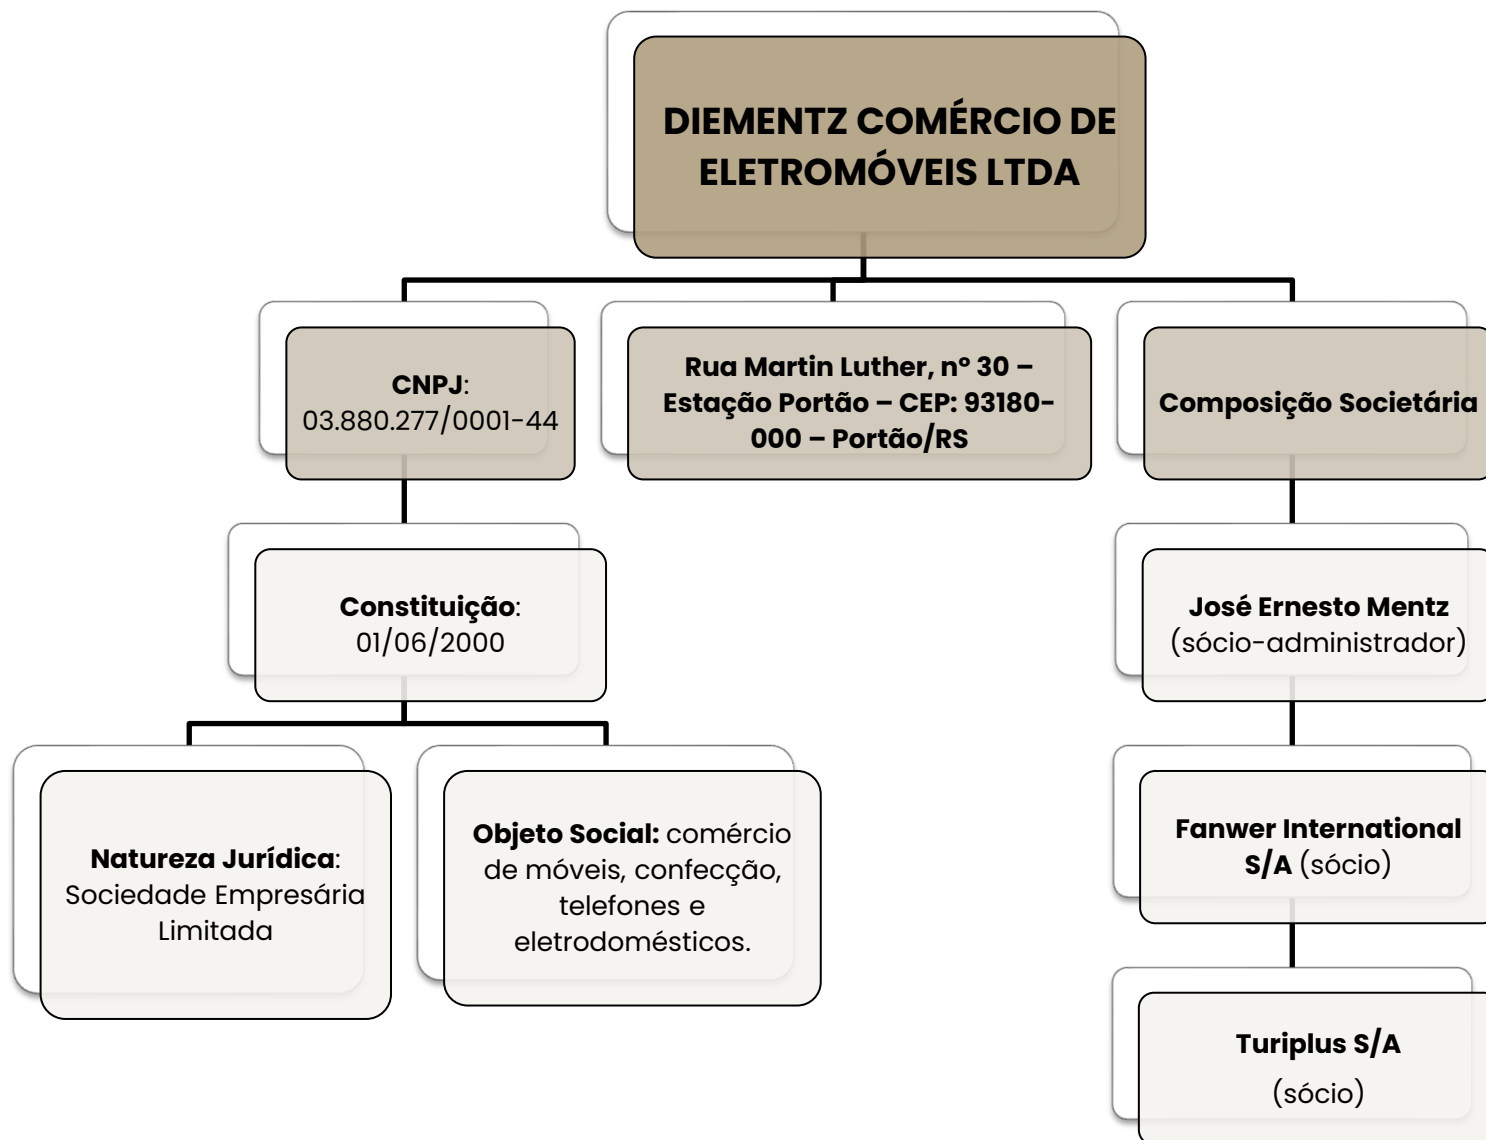 DIEMENTZ COMÉRCIO DE
ELETROMÓVEIS LTDA
CNPJ:
03.880.277/0001-44
Rua Martin Luther, nº 30 –
Estação Portão – CEP: 93180-
000 – Portão/RS
Composição Societária
Constituição:
01/06/2000
José Ernesto Mentz
(sócio-administrador)
Natureza Jurídica:
Sociedade Empresária
Limitada
Objeto Social: comércio
de móveis, confecção,
telefones e
eletrodomésticos.
Fanwer International
S/A (sócio)
Turiplus S/A
(sócio)